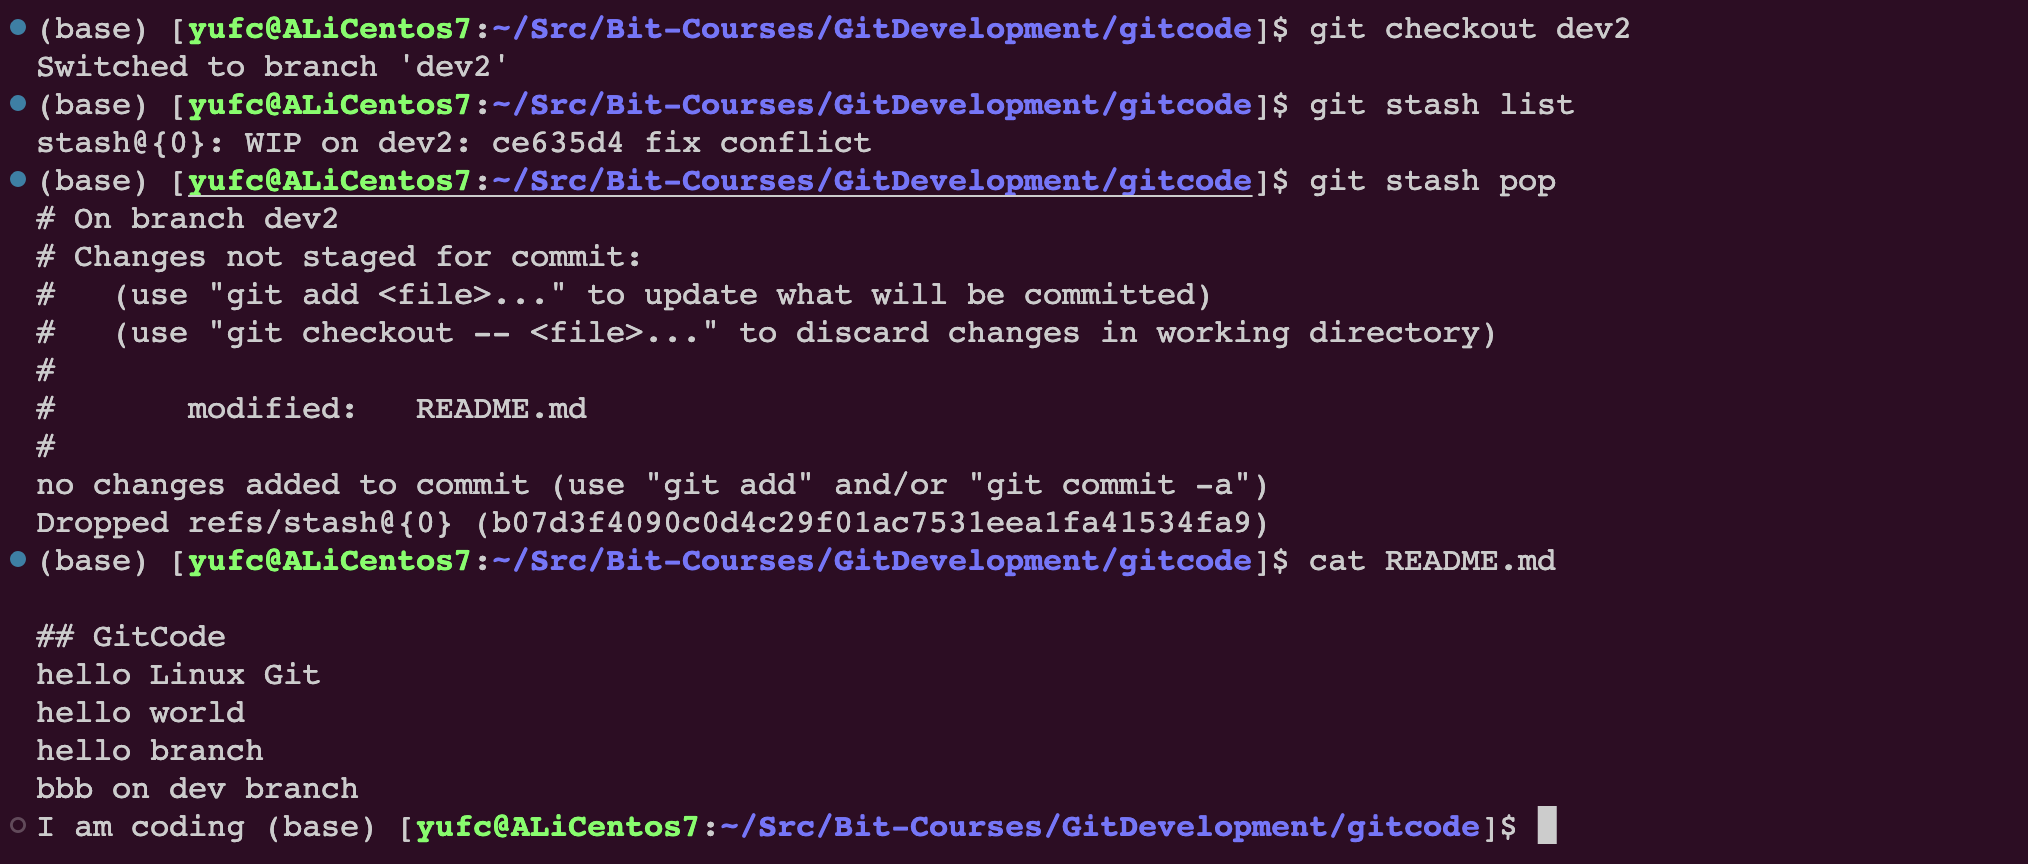 (base) [yufc@ALiCentos7:~/Src/Bit-Courses/GitDevelopment/gitcode]$ git checkout dev2
Switched to branch 'dev2'
(base) [yufc@ALiCentos7:~/Src/Bit-Courses/GitDevelopment/gitcode]$ git stash list
stash@{0}: WIP on dev2: ce635d4 fix conflict
(base) [yufc@ALiCentos7:~/Src/Bit-Courses/GitDevelopment/gitcode]$ git stash pop
# On branch dev2
# Changes not staged for commit:
#   (use "git add <file>..." to update what will be committed)
#   (use "git checkout -- <file>..." to discard changes in working directory)
#
#       modified:   README.md
#
no changes added to commit (use "git add" and/or "git commit -a")
Dropped refs/stash@{0} (b07d3f4090c0d4c29f01ac7531eea1fa41534fa9)
(base) [yufc@ALiCentos7:~/Src/Bit-Courses/GitDevelopment/gitcode]$ cat README.md
## GitCode
hello Linux Git
hello world
hello branch
bbb on dev branch
I am coding (base) [yufc@ALiCentos7:~/Src/Bit-Courses/GitDevelopment/gitcode]$